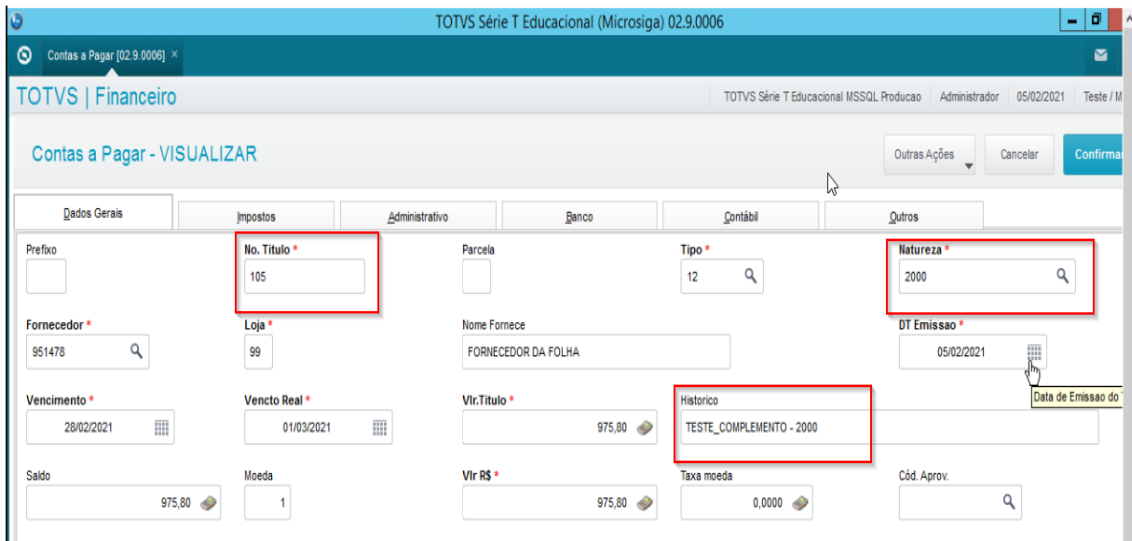 TOTVS Série T Educacional (Microsiga) 02.9.0006
Contas a Pagar [02.9.0006] ×
TOTVS | Financeiro
TOTVS Série T Educacional MSSQL Producao Administrador 05/02/2021 Teste / M
Contas a Pagar - VISUALIZAR
Outras Ações Cancelar Confirmar
Dados Gerais Impostos Administrativo Banco Contábil Outros
Prefixo No. Titulo * Parcela Tipo * Natureza *
105 12 2000
Fornecedor * Loja * Nome Fornece DT Emissao *
951478 99 FORNECEDOR DA FOLHA 05/02/2021
Vencimento * Vencto Real * Vlr.Titulo * Historico Data de Emissao do
28/02/2021 01/03/2021 975,80 TESTE_COMPLEMENTO - 2000
Saldo Moeda Vlr R$ * Taxa moeda Cód. Aprov.
975,80 1 975,80 0,0000